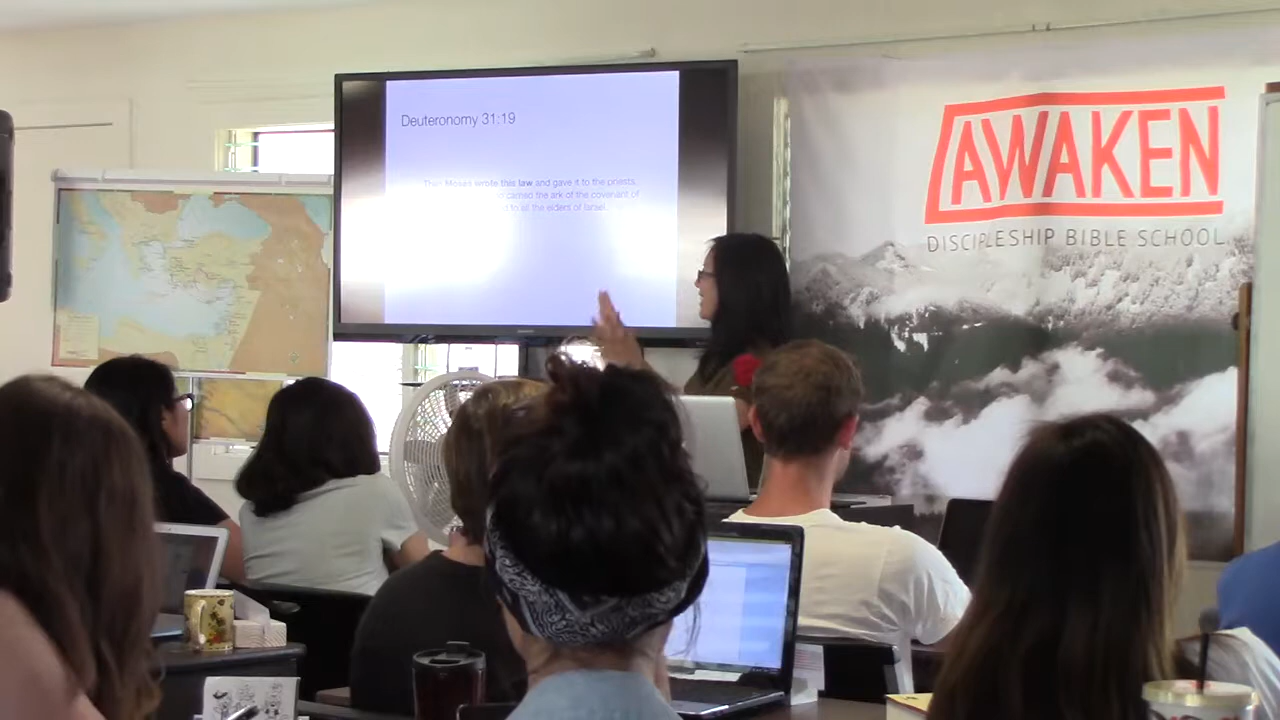 Deuteronomy 31:19
Then Moses wrote this law and gave it to the priests,
carried the ark of the covenant of
to all the elders of Israel.
AWAKEN
DISCIPLESHIP BIBLE SCHOOL